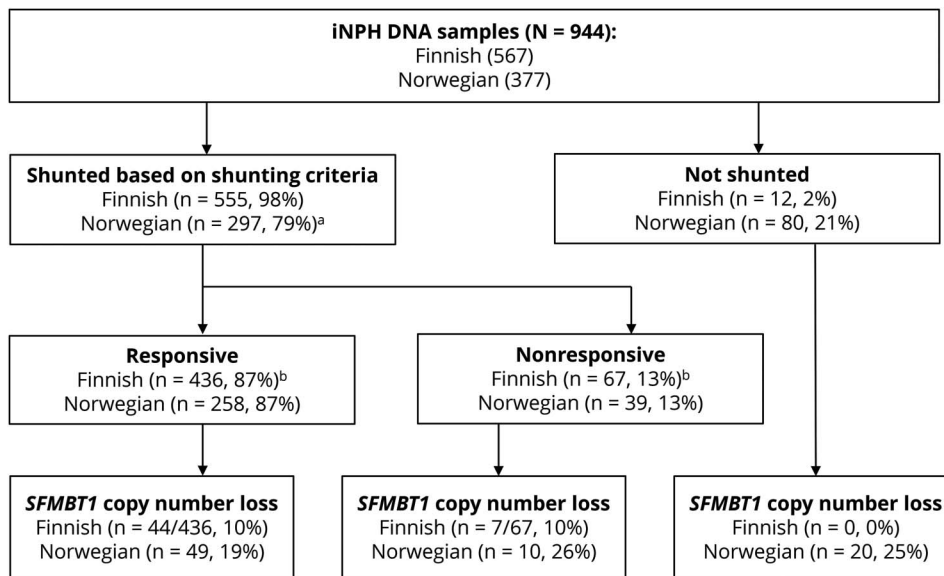 iNPH DNA samples (N = 944):
Finnish (567)
Norwegian (377)
Shunted based on shunting criteria
Finnish (n = 555, 98%)
Norwegian (n = 297, 79%)ᵃ
Not shunted
Finnish (n = 12, 2%)
Norwegian (n = 80, 21%)
Responsive
Finnish (n = 436, 87%)ᵇ
Norwegian (n = 258, 87%)
Nonresponsive
Finnish (n = 67, 13%)ᵇ
Norwegian (n = 39, 13%)
SFMBT1 copy number loss
Finnish (n = 44/436, 10%)
Norwegian (n = 49, 19%)
SFMBT1 copy number loss
Finnish (n = 7/67, 10%)
Norwegian (n = 10, 26%)
SFMBT1 copy number loss
Finnish (n = 0, 0%)
Norwegian (n = 20, 25%)